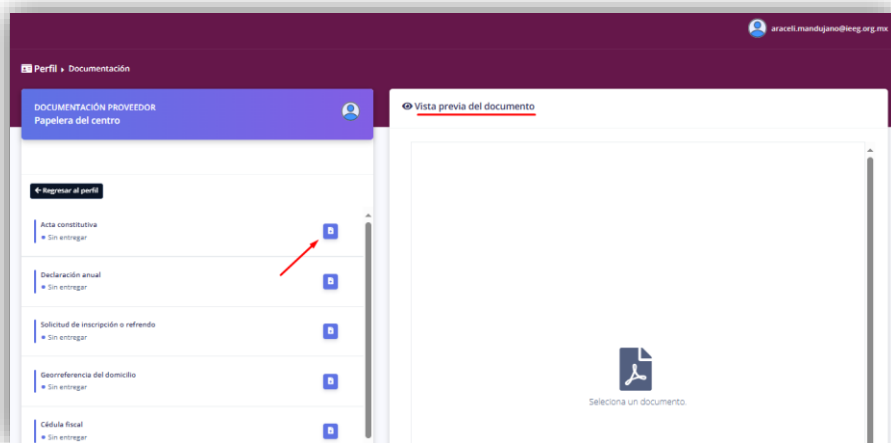 araceli.mandujano@ieeg.org.mx
Perfil › Documentación
DOCUMENTACIÓN PROVEEDOR
Papelera del centro
Vista previa del documento
Regresar al perfil
Acta constitutiva
Sin entregar
Declaración anual
Sin entregar
Solicitud de inscripción o refrendo
Sin entregar
Georreferencia del domicilio
Sin entregar
Cédula fiscal
Sin entregar
Selecciona un documento.